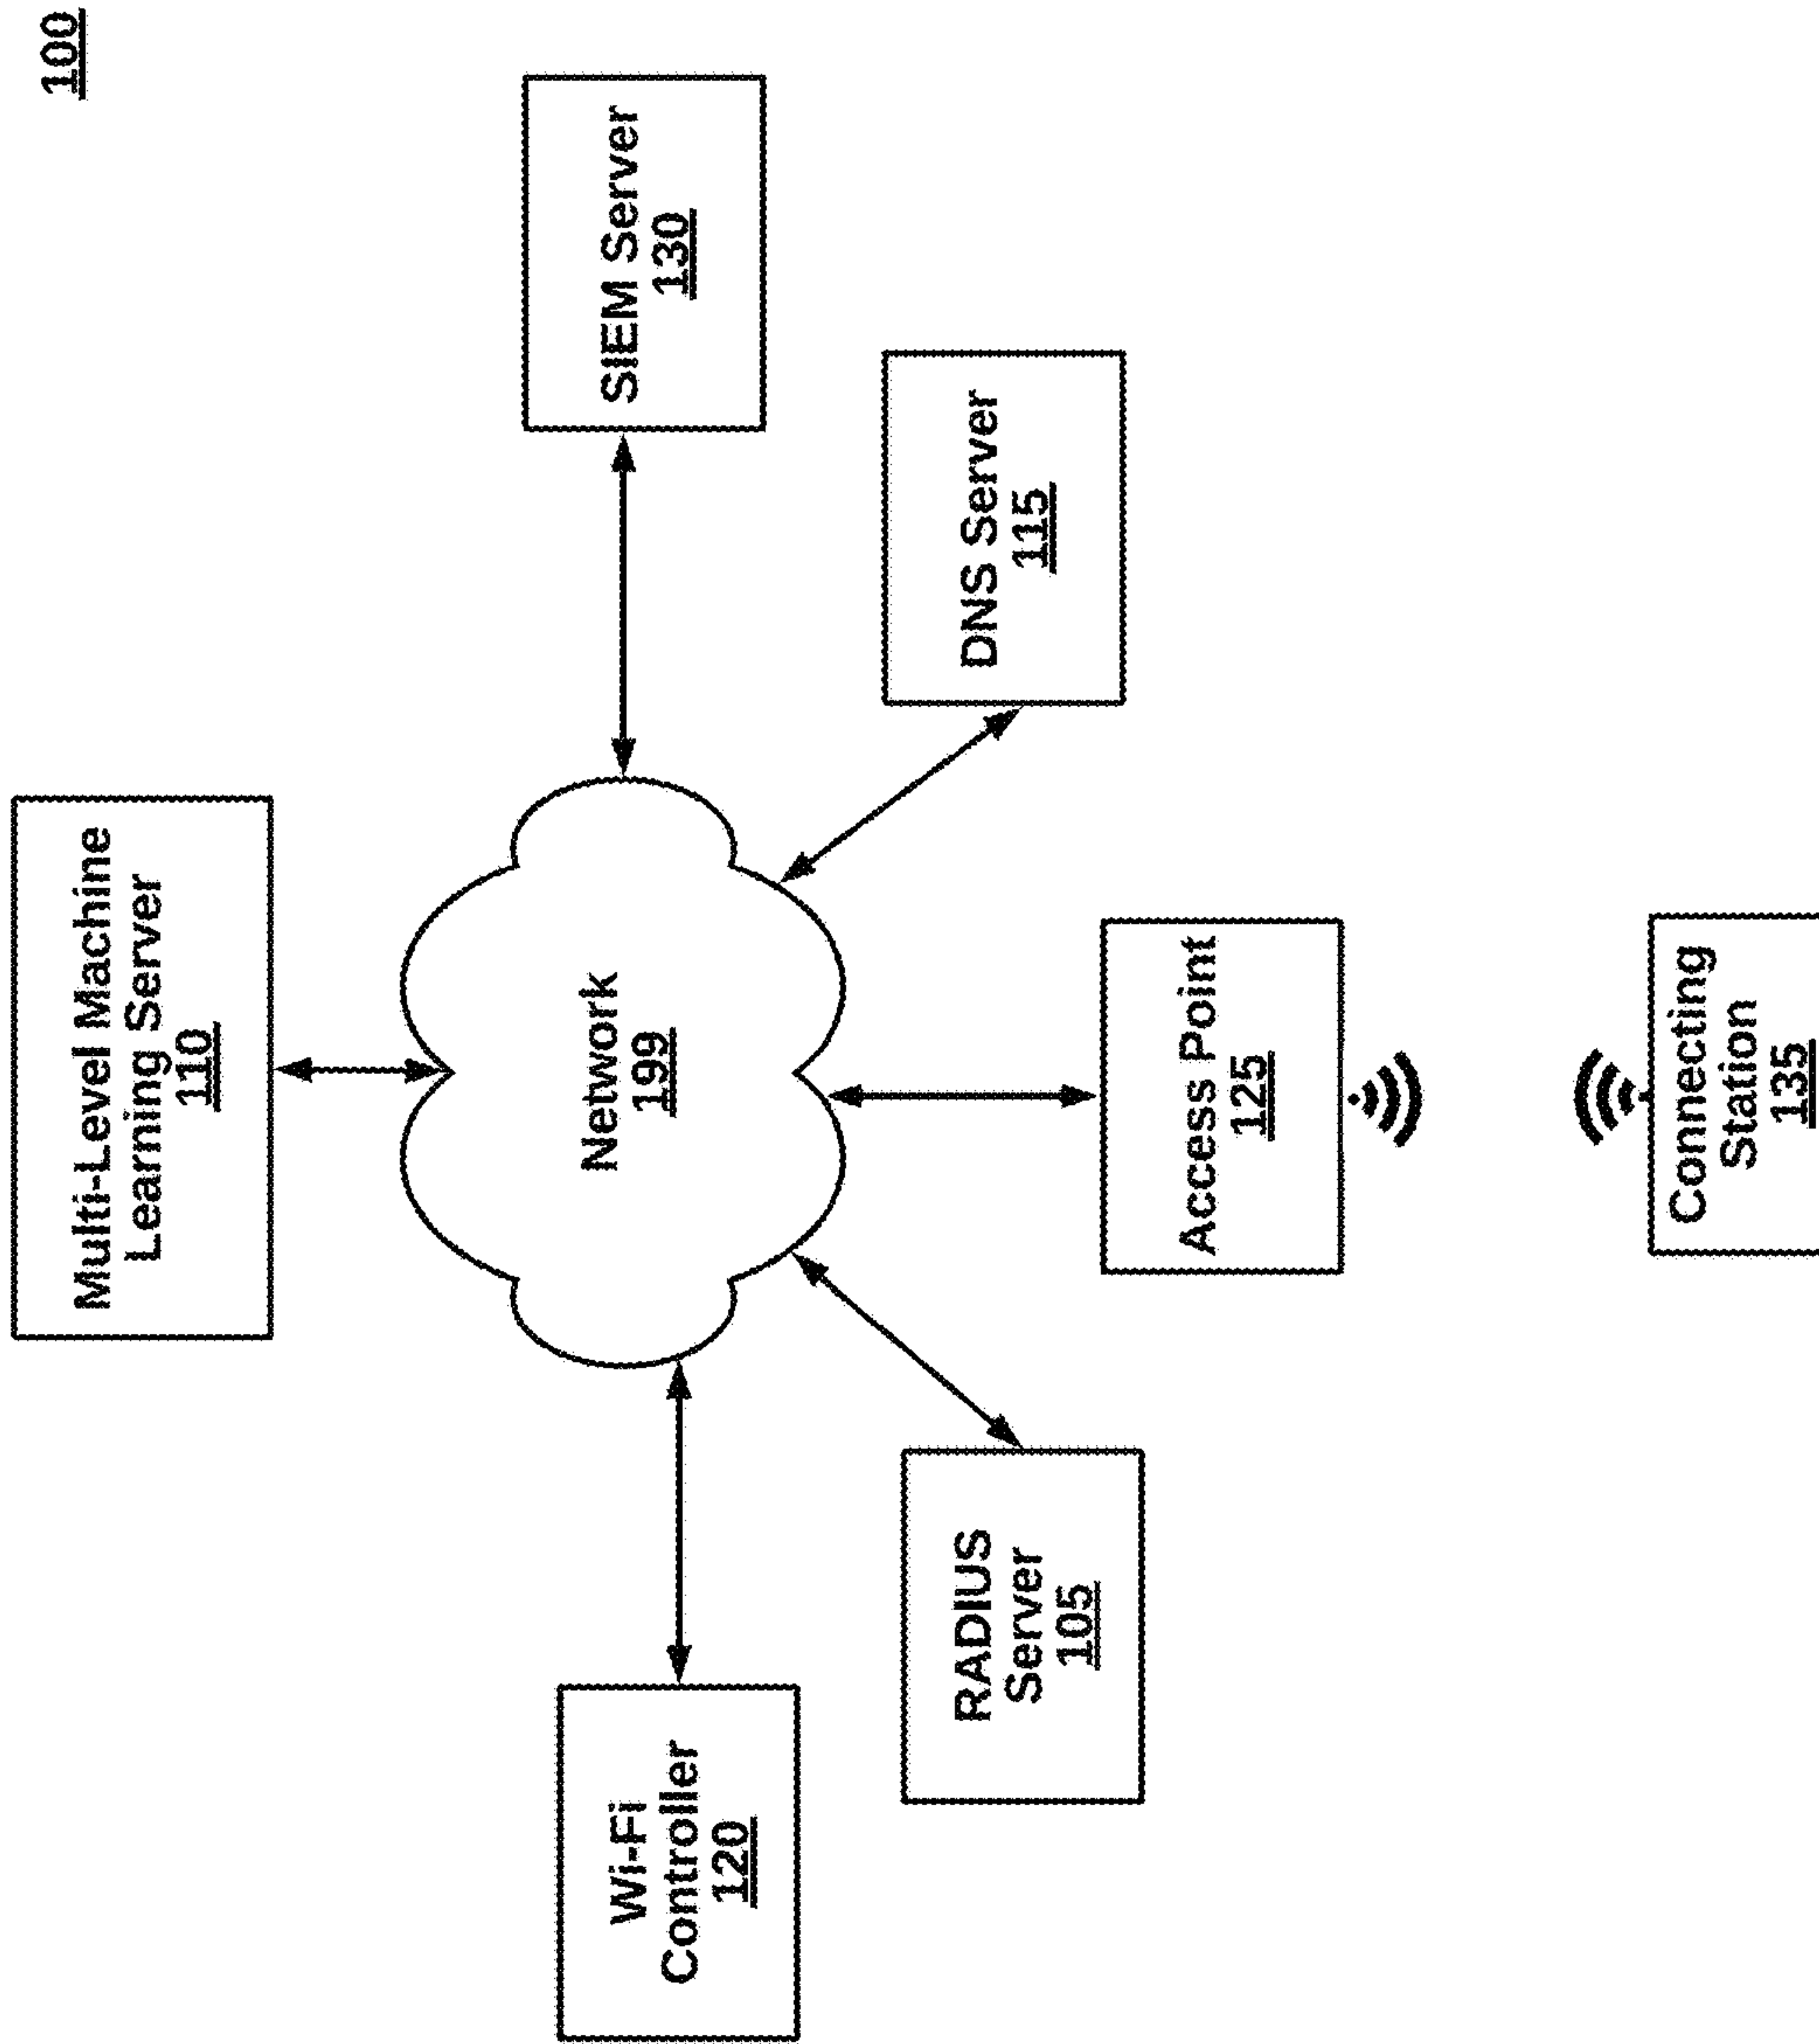 100
Multi-Level Machine
Learning Server
110
SIEM Server
130
Network
199
Wi-Fi
Controller
120
DNS Server
115
RADIUS
Server
105
Access Point
125
Connecting
Station
135